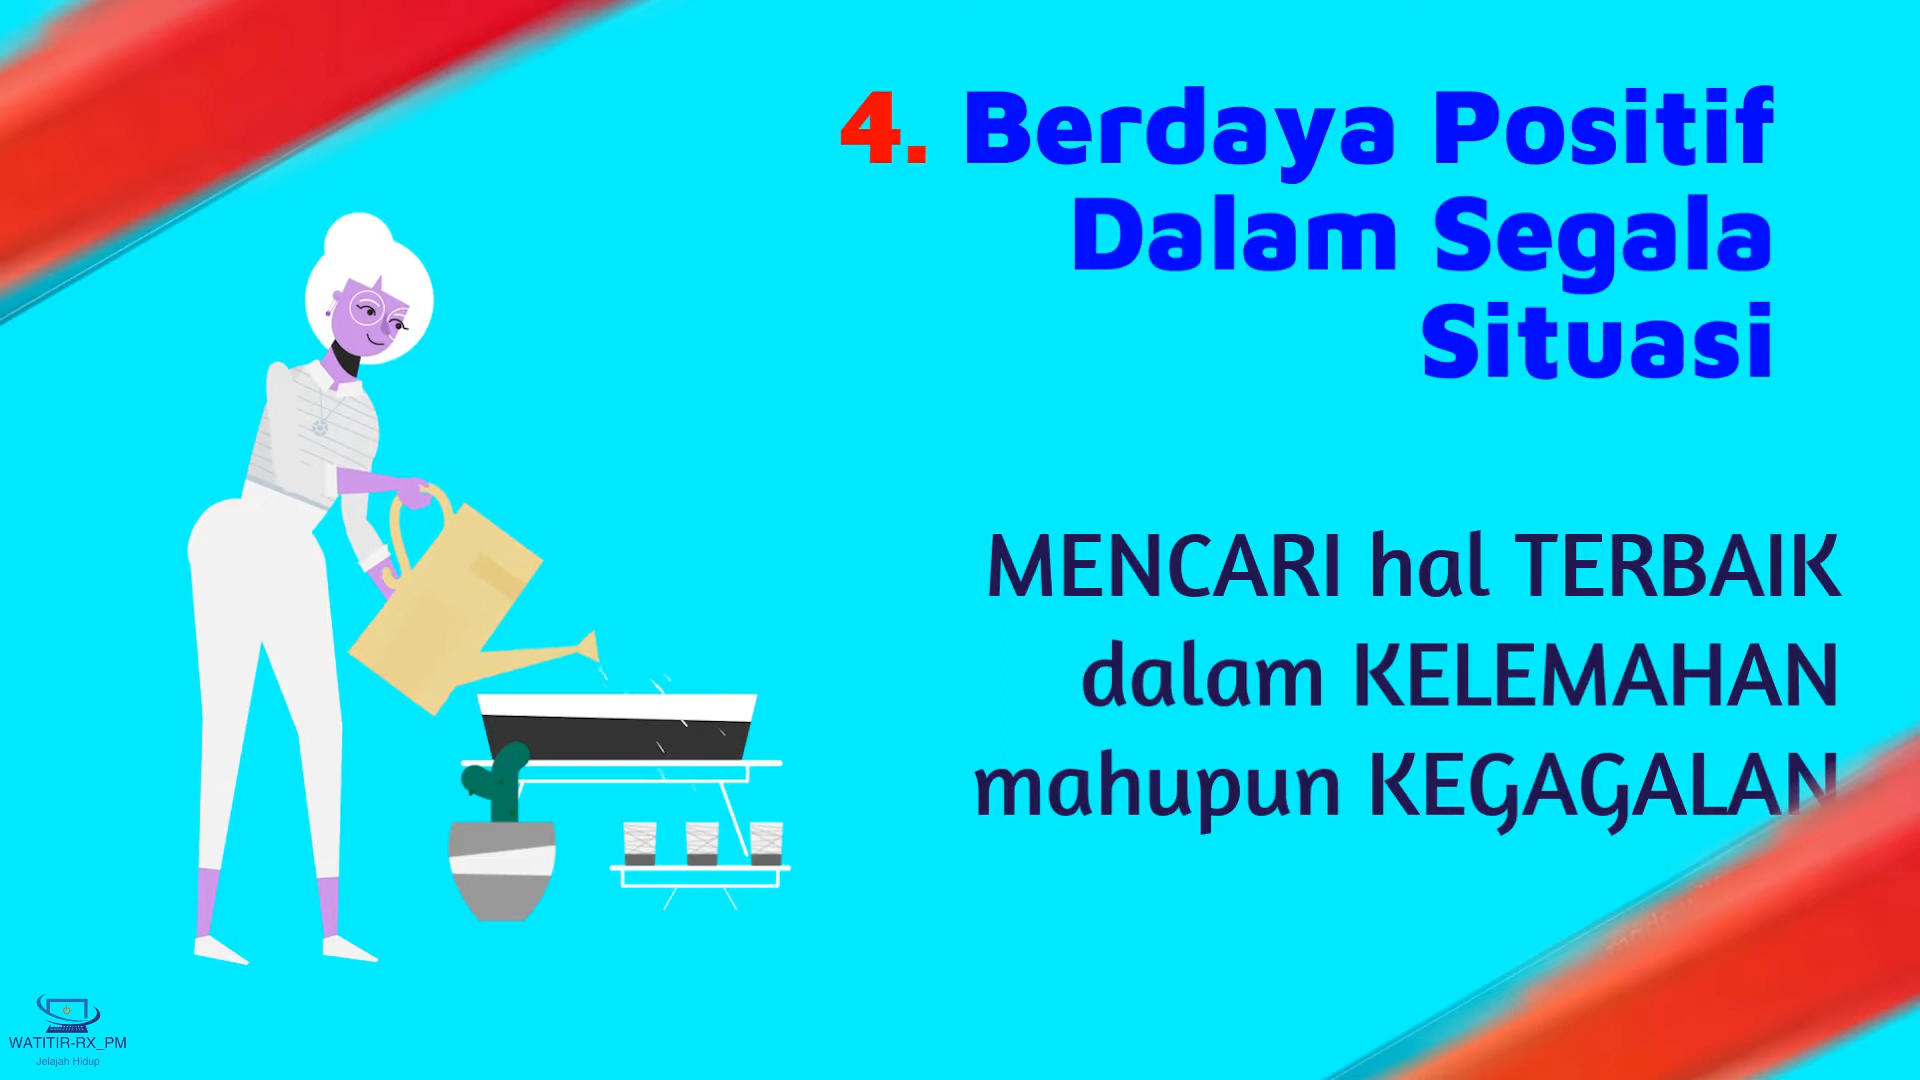 4. Berdaya Positif
Dalam Segala
Situasi
MENCARI hal TERBAIK
dalam KELEMAHAN
mahupun KEGAGALAN
WATITIR-RX_PM
Jelajah Hidup